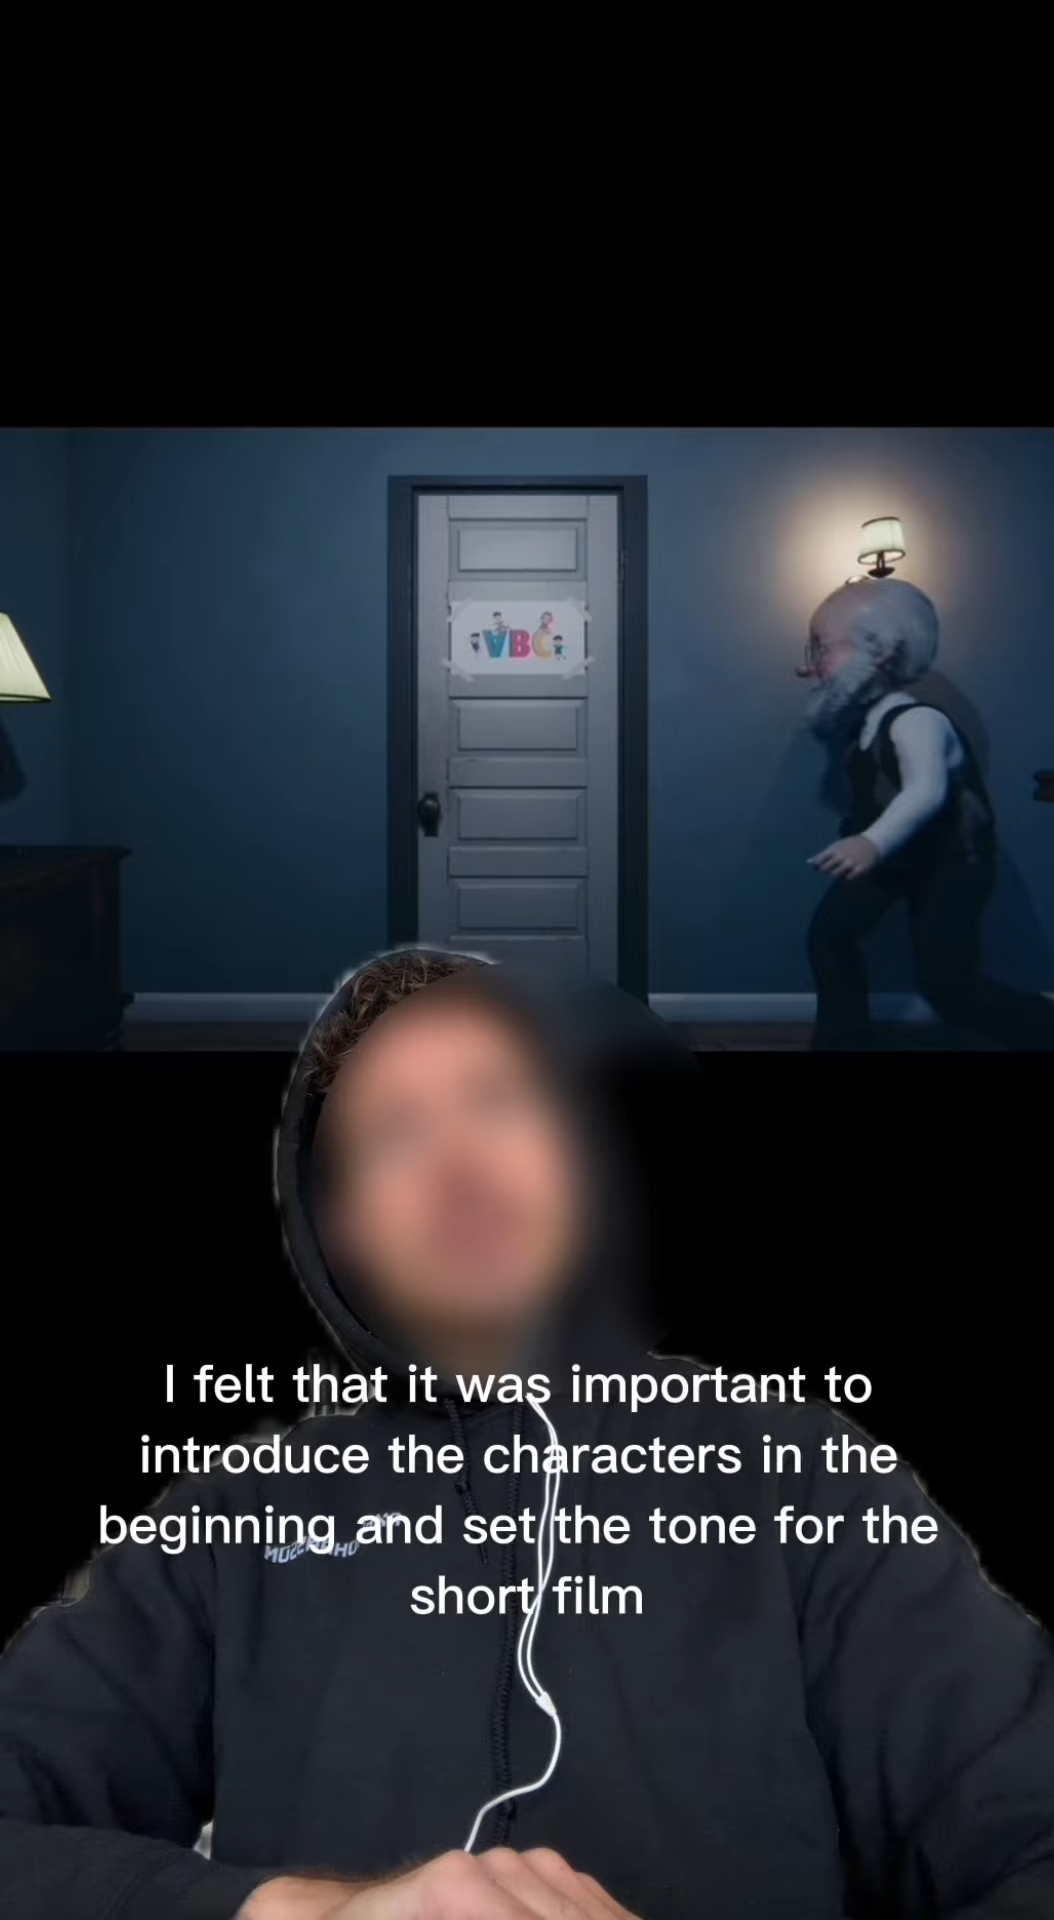 ABC
I felt that it was important to
introduce the characters in the
beginning and set the tone for the
short film